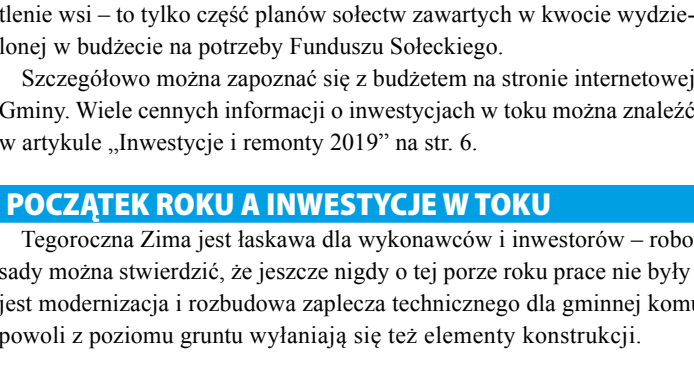 tlenie wsi – to tylko część planów sołectw zawartych w kwocie wydzie-
lonej w budżecie na potrzeby Funduszu Sołeckiego.
Szczegółowo można zapoznać się z budżetem na stronie internetowej
Gminy. Wiele cennych informacji o inwestycjach w toku można znaleźć
w artykule „Inwestycje i remonty 2019” na str. 6.
POCZĄTEK ROKU A INWESTYCJE W TOKU
Tegoroczna Zima jest łaskawa dla wykonawców i inwestorów – robo
sady można stwierdzić, że jeszcze nigdy o tej porze roku prace nie były
jest modernizacja i rozbudowa zaplecza technicznego dla gminnej komu
powoli z poziomu gruntu wyłaniają się też elementy konstrukcji.